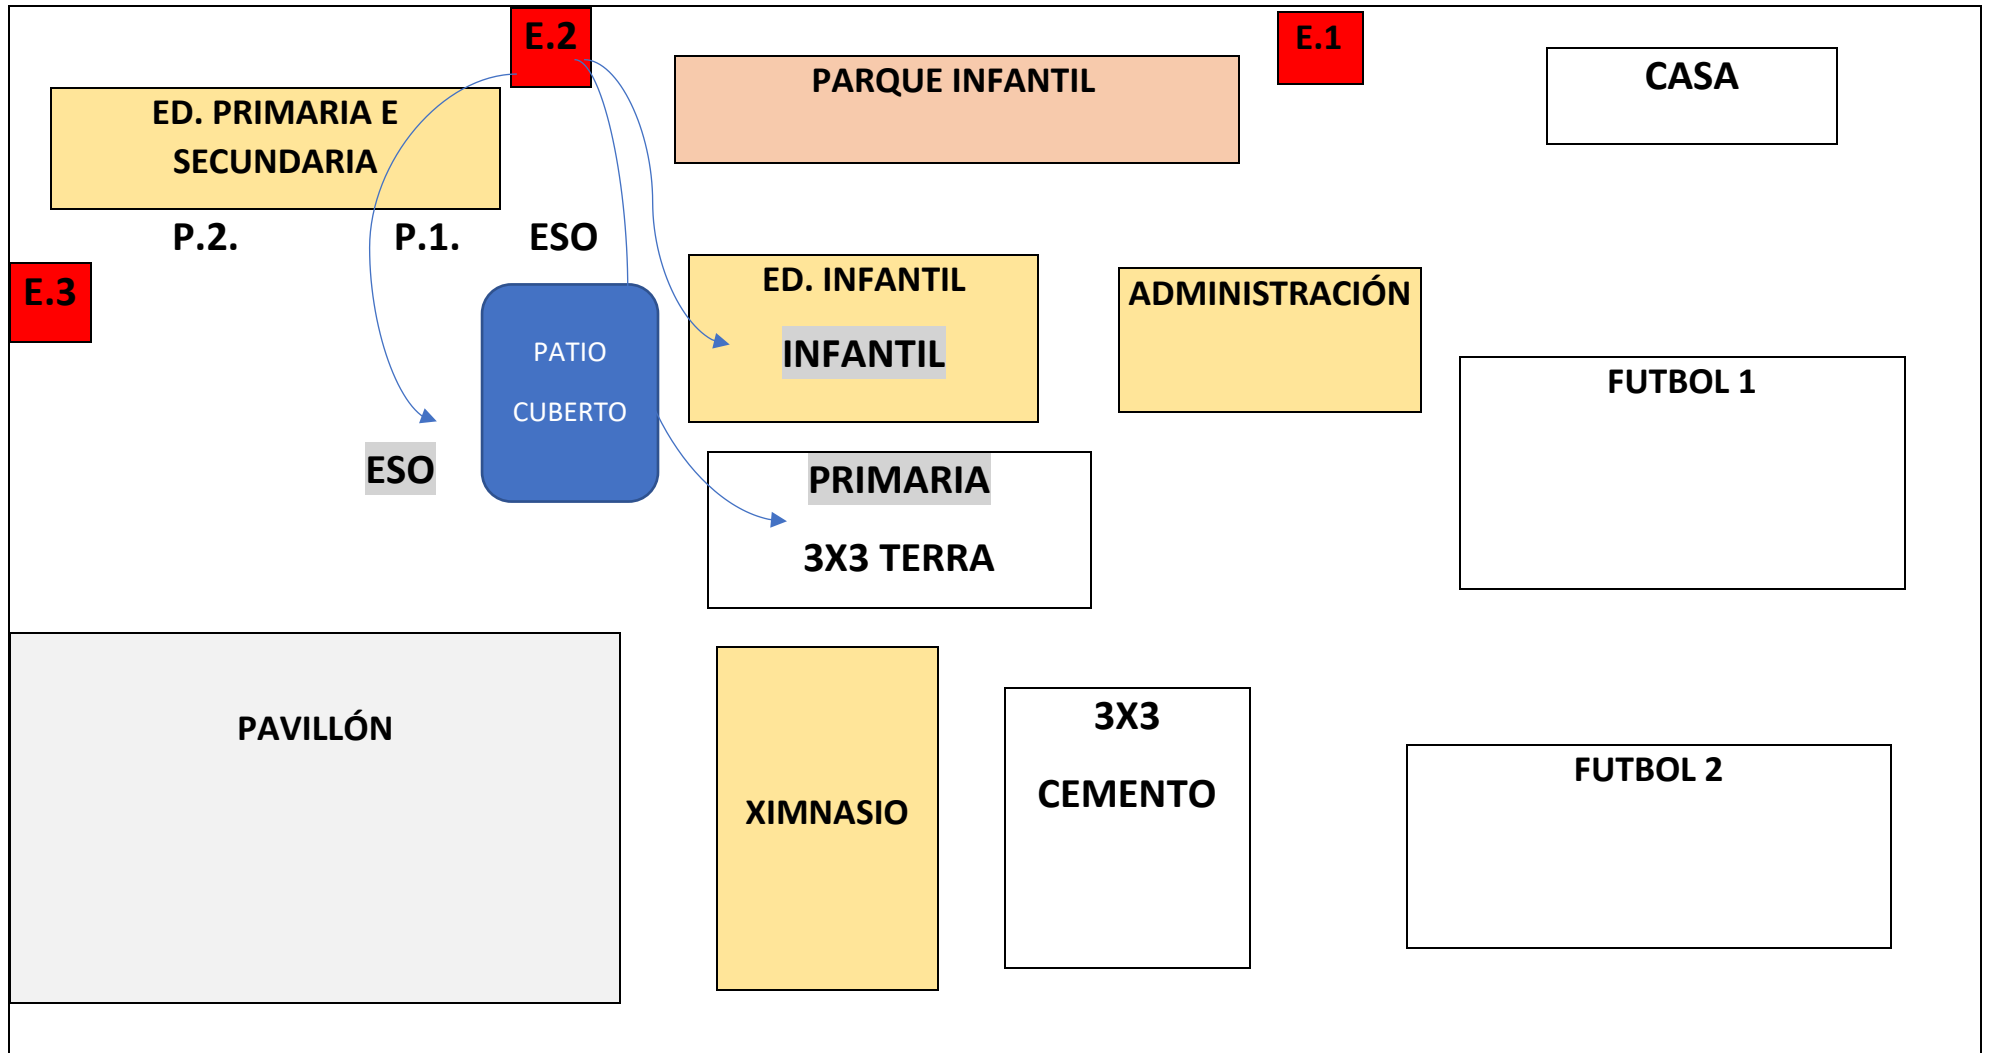 E.2
E.1
PARQUE INFANTIL
CASA
ED. PRIMARIA E
SECUNDARIA
P.2.
P.1.
ESO
E.3
ED. INFANTIL
INFANTIL
ADMINISTRACIÓN
PATIO
CUBERTO
FUTBOL 1
ESO
PRIMARIA
3X3 TERRA
PAVILLÓN
XIMNASIO
3X3
CEMENTO
FUTBOL 2